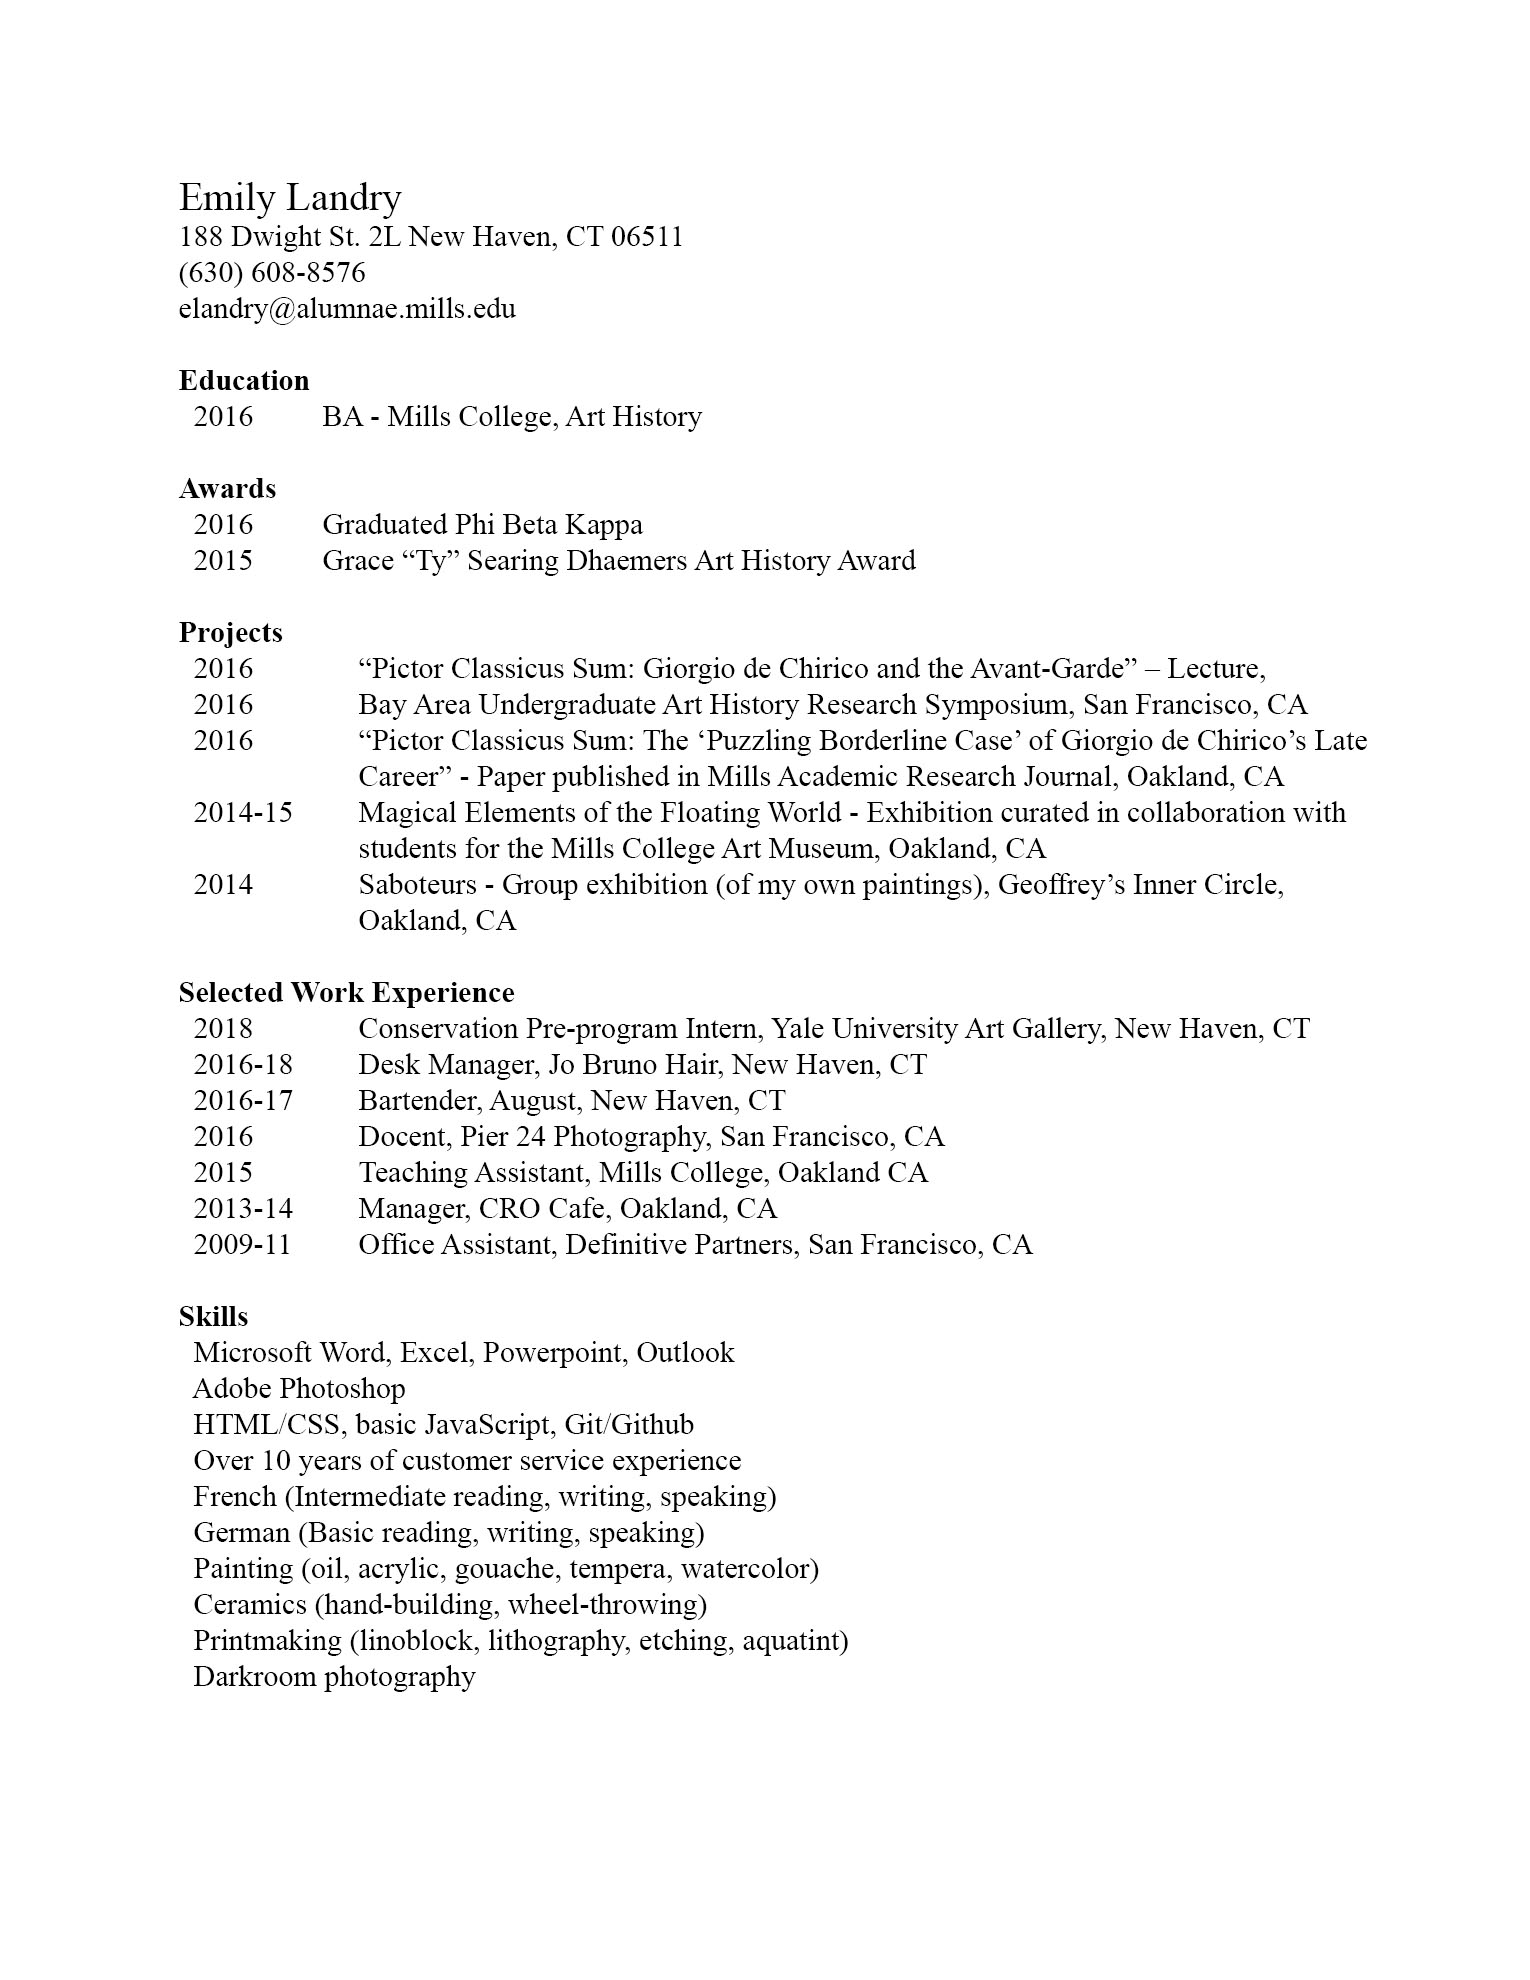 Emily Landry
188 Dwight St. 2L New Haven, CT 06511
(630) 608-8576
elandry@alumnae.mills.edu
Education
2016 BA - Mills College, Art History
Awards
2016 Graduated Phi Beta Kappa
2015 Grace “Ty” Searing Dhaemers Art History Award
Projects
2016 “Pictor Classicus Sum: Giorgio de Chirico and the Avant-Garde” – Lecture,
2016 Bay Area Undergraduate Art History Research Symposium, San Francisco, CA
2016 “Pictor Classicus Sum: The ‘Puzzling Borderline Case’ of Giorgio de Chirico’s Late
Career” - Paper published in Mills Academic Research Journal, Oakland, CA
2014-15 Magical Elements of the Floating World - Exhibition curated in collaboration with
students for the Mills College Art Museum, Oakland, CA
2014 Saboteurs - Group exhibition (of my own paintings), Geoffrey’s Inner Circle,
Oakland, CA
Selected Work Experience
2018 Conservation Pre-program Intern, Yale University Art Gallery, New Haven, CT
2016-18 Desk Manager, Jo Bruno Hair, New Haven, CT
2016-17 Bartender, August, New Haven, CT
2016 Docent, Pier 24 Photography, San Francisco, CA
2015 Teaching Assistant, Mills College, Oakland CA
2013-14 Manager, CRO Cafe, Oakland, CA
2009-11 Office Assistant, Definitive Partners, San Francisco, CA
Skills
Microsoft Word, Excel, Powerpoint, Outlook
Adobe Photoshop
HTML/CSS, basic JavaScript, Git/Github
Over 10 years of customer service experience
French (Intermediate reading, writing, speaking)
German (Basic reading, writing, speaking)
Painting (oil, acrylic, gouache, tempera, watercolor)
Ceramics (hand-building, wheel-throwing)
Printmaking (linoblock, lithography, etching, aquatint)
Darkroom photography